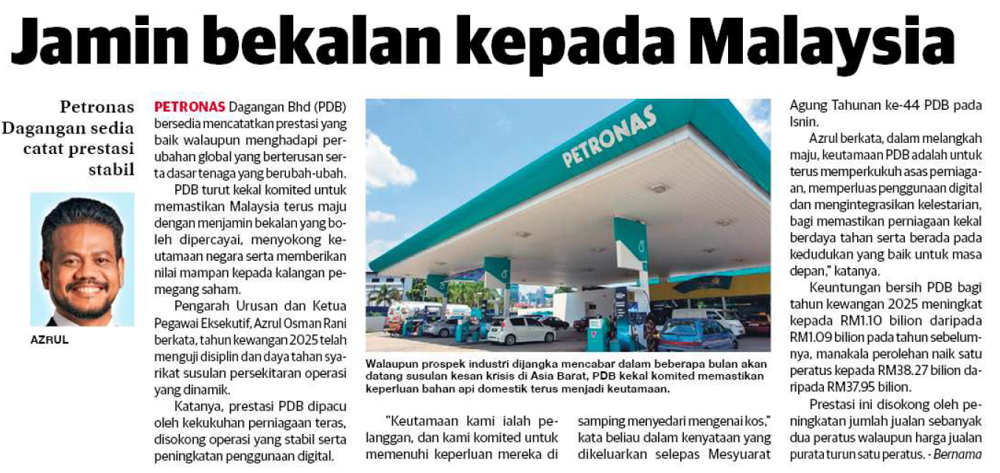 Jamin bekalan kepada Malaysia
Petronas
Dagangan sedia
catat prestasi
stabil
AZRUL
PETRONAS Dagangan Bhd (PDB)
bersedia mencatatkan prestasi yang
baik walaupun menghadapi per-
ubahan global yang berterusan ser-
ta dasar tenaga yang berubah-ubah.
PDB turut kekal komited untuk
memastikan Malaysia terus maju
dengan menjamin bekalan yang bo-
leh dipercayai, menyokong ke-
utamaan negara serta memberikan
nilai mampan kepada kalangan pe-
megang saham.
Pengarah Urusan dan Ketua
Pegawai Eksekutif, Azrul Osman Rani
berkata, tahun kewangan 2025 telah
menguji disiplin dan daya tahan sya-
rikat susulan persekitaran operasi
yang dinamik.
Katanya, prestasi PDB dipacu
oleh kekukuhan perniagaan teras,
disokong operasi yang stabil serta
peningkatan penggunaan digital.
PETRONAS
Walaupun prospek industri dijangka mencabar dalam beberapa bulan akan
datang susulan kesan krisis di Asia Barat, PDB kekal komited memastikan
keperluan bahan api domestik terus menjadi keutamaan.
"Keutamaan kami ialah pe-
langgan, dan kami komited untuk
memenuhi keperluan mereka di
samping menyedari mengenai kos,"
kata beliau dalam kenyataan yang
dikeluarkan selepas Mesyuarat
Agung Tahunan ke-44 PDB pada
Isnin.
Azrul berkata, dalam melangkah
maju, keutamaan PDB adalah untuk
terus memperkukuh asas perniaga-
an, memperluas penggunaan digital
dan mengintegrasikan kelestarian,
bagi memastikan perniagaan kekal
berdaya tahan serta berada pada
kedudukan yang baik untuk masa
depan," katanya.
Keuntungan bersih PDB bagi
tahun kewangan 2025 meningkat
kepada RM1.10 bilion daripada
RM1.09 bilion pada tahun sebelum-
nya, manakala perolehan naik satu
peratus kepada RM38.27 bilion da-
ripada RM37.95 bilion.
Prestasi ini disokong oleh pe-
ningkatan jumlah jualan sebanyak
dua peratus walaupun harga jualan
purata turun satu peratus. - Bernama